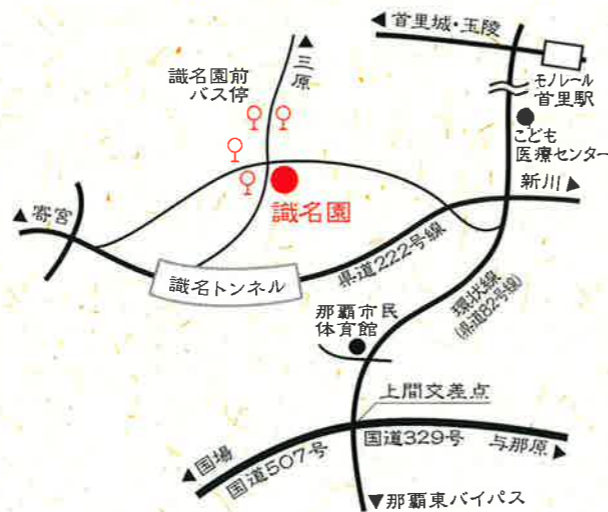 ◀首里城・玉陵
▲三原
識名園前
バス停
モノレール
首里駅
こども
医療センター
新川▶
識名園
▲寄宮
県道222号線
識名トンネル
環状線
(県道82号線)
那覇市民
体育館
上間交差点
国道329号
与那原▶
◀国場
国道507号
▼那覇東バイパス